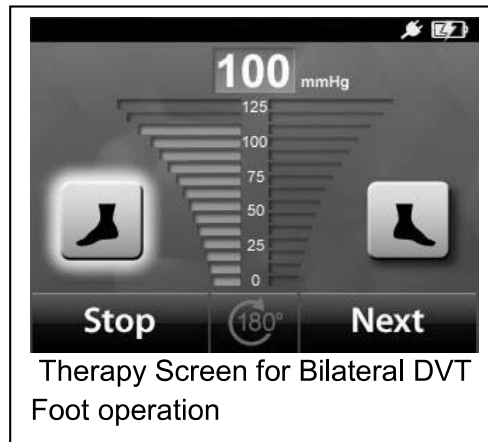 100 mmHg
125
100
75
50
25
0
Stop 180° Next
Therapy Screen for Bilateral DVT
Foot operation